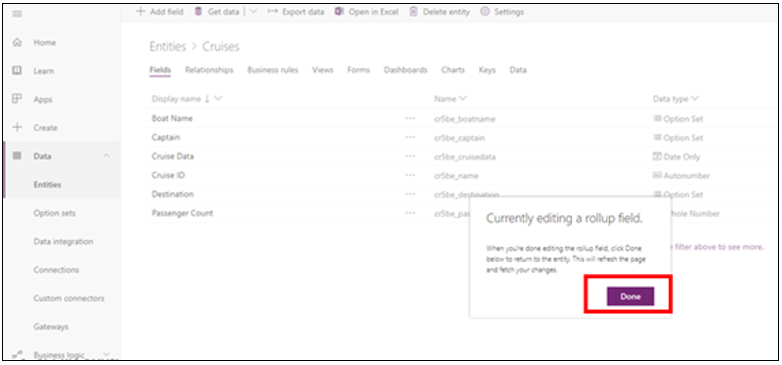 Add field Get data Export data Open in Excel Delete entity Settings
Home
Learn
Apps
Create
Data
Entities
Option sets
Data integration
Connections
Custom connectors
Gateways
Business logic
Entities > Cruises
Fields Relationships Business rules Views Forms Dashboards Charts Keys Data
Display name Name Data type
Boat Name ··· cr5be_boatname Option Set
Captain ··· cr5be_captain Option Set
Cruise Data ··· cr5be_cruisedata Date Only
Cruise ID ··· cr5be_name Autonumber
Destination ··· cr5be_destination Option Set
Passenger Count ··· cr5be_pa hole Number
filter above to see more.
Currently editing a rollup field.
When you're done editing the rollup field, click Done
below to return to the entity. This will refresh the page
and fetch your changes.
Done